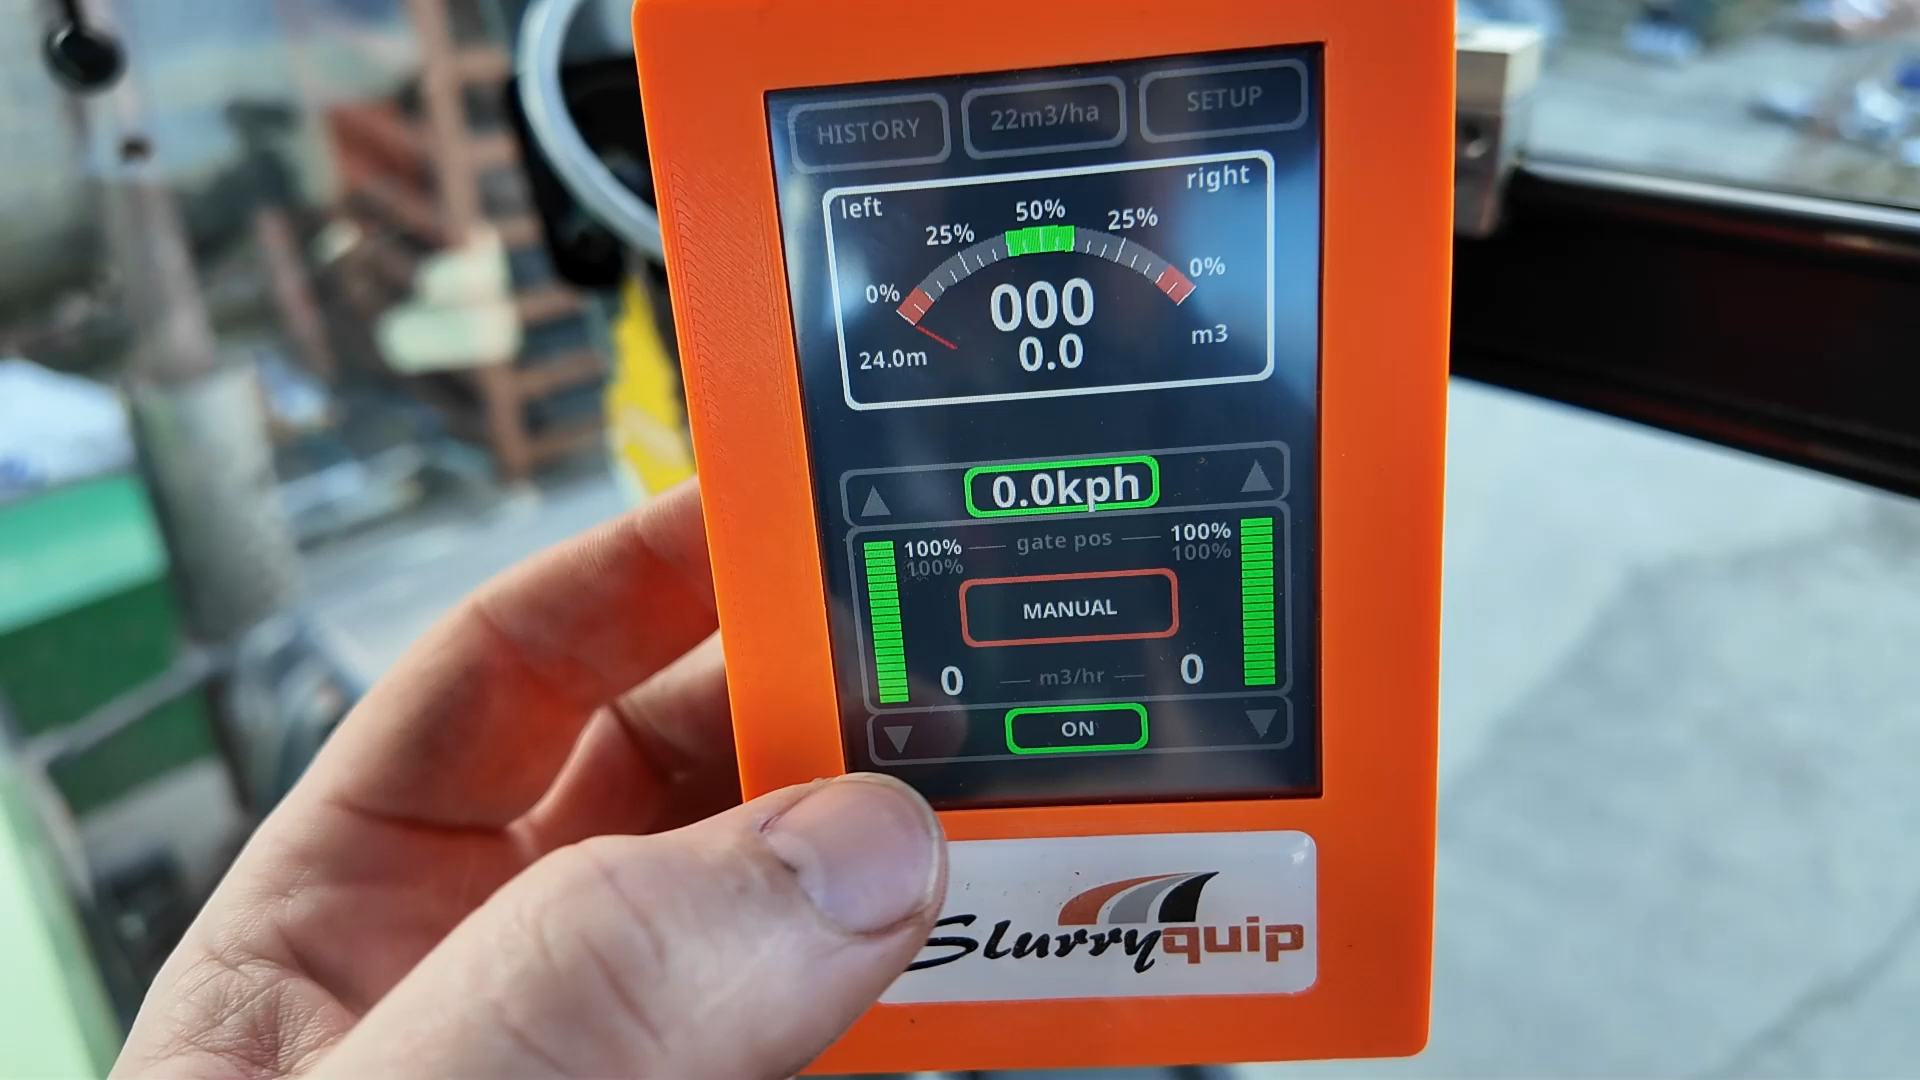 HISTORY 22m3/ha SETUP
left right
25% 50% 25%
0% 0%
000
24.0m 0.0 m3
0.0kph
100% gate pos 100%
100% 100%
MANUAL
0 m3/hr 0
ON
Slurryquip